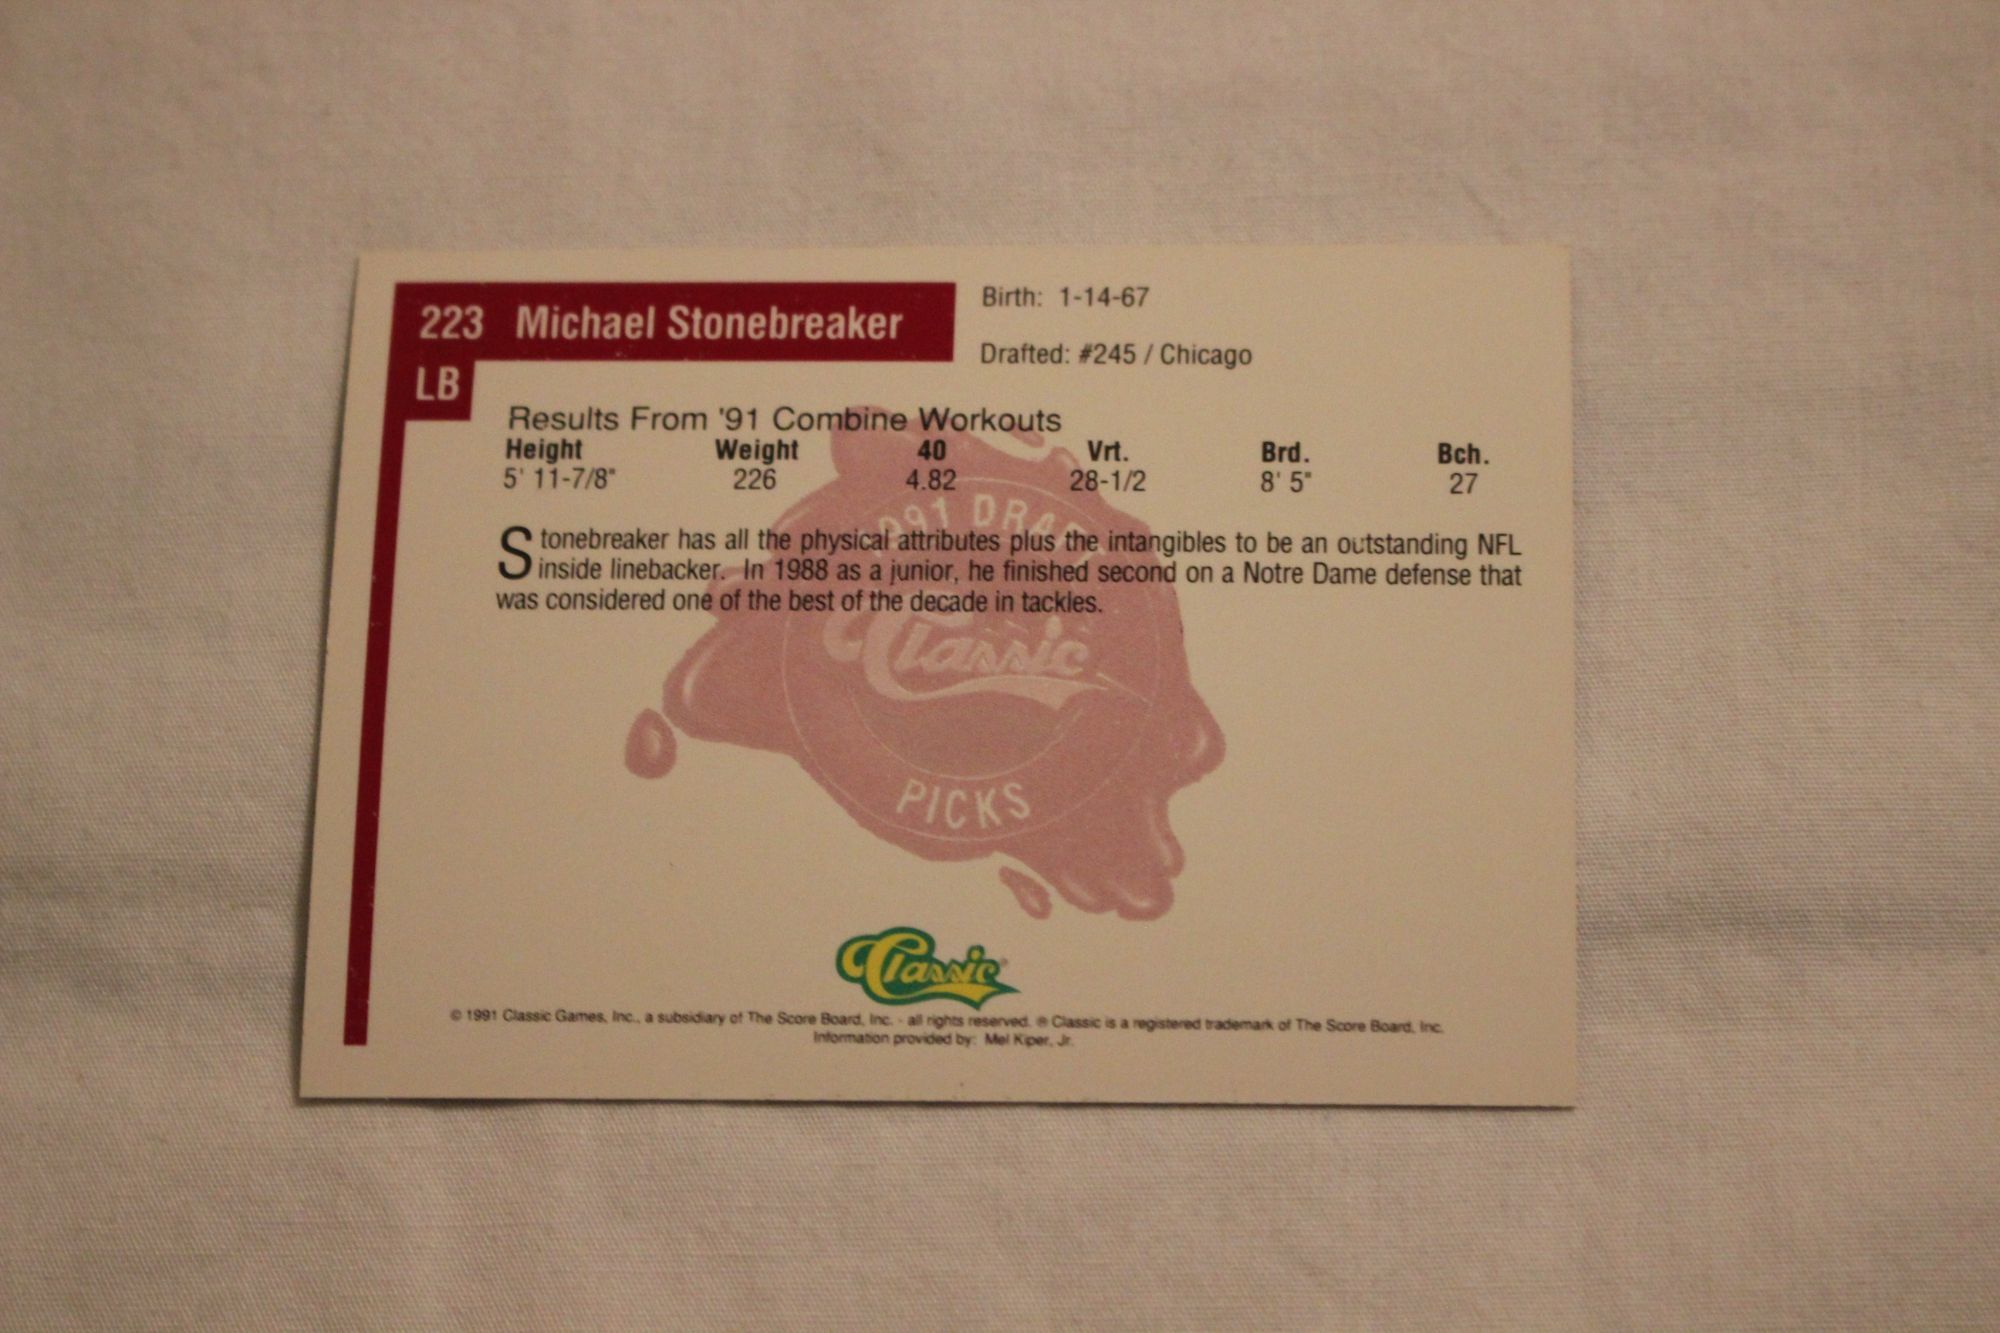 223 Michael Stonebreaker
LB
Birth: 1-14-67
Drafted: #245 / Chicago
Results From '91 Combine Workouts
Height Weight 40 Vrt. Brd. Bch.
5' 11-7/8" 226 4.82 28-1/2 8' 5" 27
Stonebreaker has all the physical attributes plus the intangibles to be an outstanding NFL
inside linebacker. In 1988 as a junior, he finished second on a Notre Dame defense that
was considered one of the best of the decade in tackles.
1991 DRAFT
Classic
PICKS
Classic®
© 1991 Classic Games, Inc., a subsidiary of The Score Board, Inc. - all rights reserved. ® Classic is a registered trademark of The Score Board, Inc.
Information provided by: Mel Kiper, Jr.